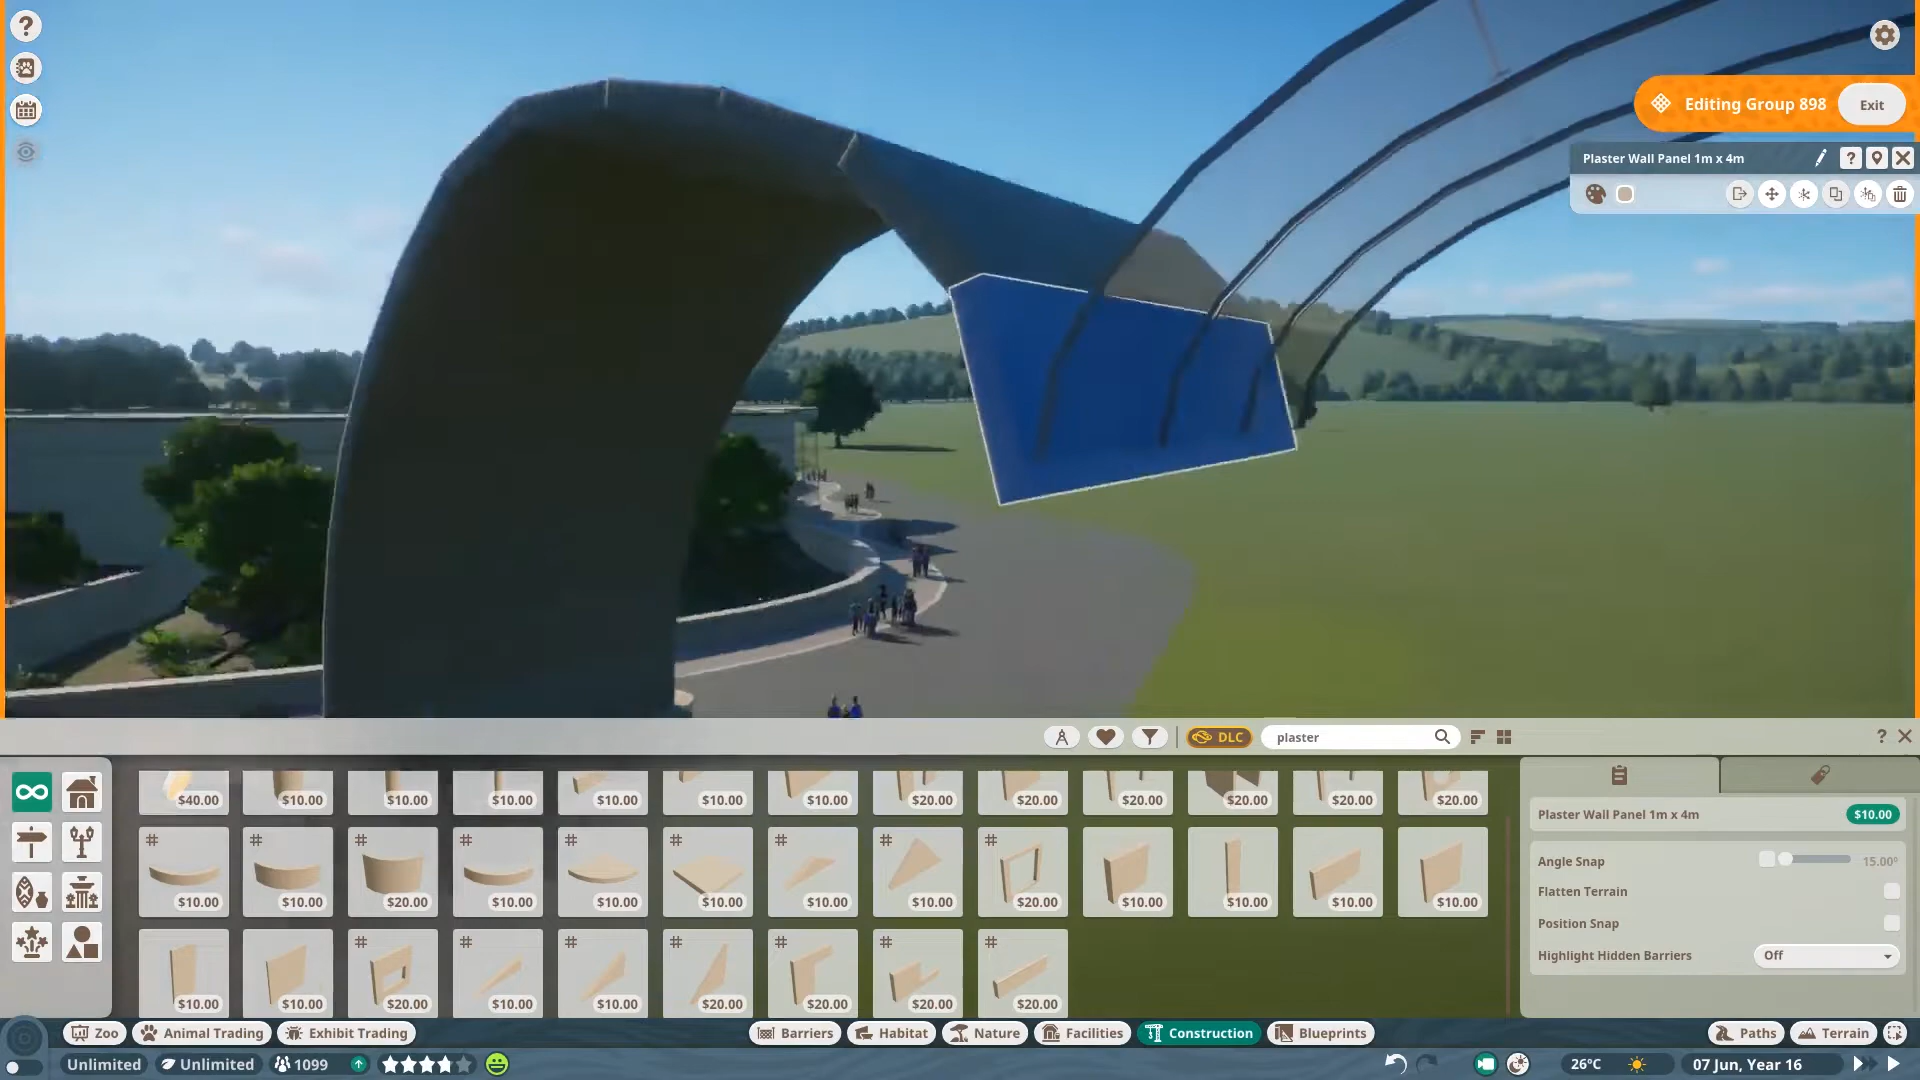 Editing Group 898 Exit
Plaster Wall Panel 1m x 4m
DLC plaster
$40.00 $10.00 $10.00 $10.00 $10.00 $10.00 $10.00 $20.00 $20.00 $20.00 $20.00 $20.00 $20.00
$10.00 $10.00 $20.00 $10.00 $10.00 $10.00 $10.00 $10.00 $20.00 $10.00 $10.00 $10.00 $10.00
$10.00 $10.00 $20.00 $10.00 $10.00 $20.00 $20.00 $20.00 $20.00
Plaster Wall Panel 1m x 4m $10.00
Angle Snap 15.00°
Flatten Terrain
Position Snap
Highlight Hidden Barriers Off
Zoo Animal Trading Exhibit Trading Barriers Habitat Nature Facilities Construction Blueprints Paths Terrain
Unlimited Unlimited 1099 26°C 07 Jun, Year 16